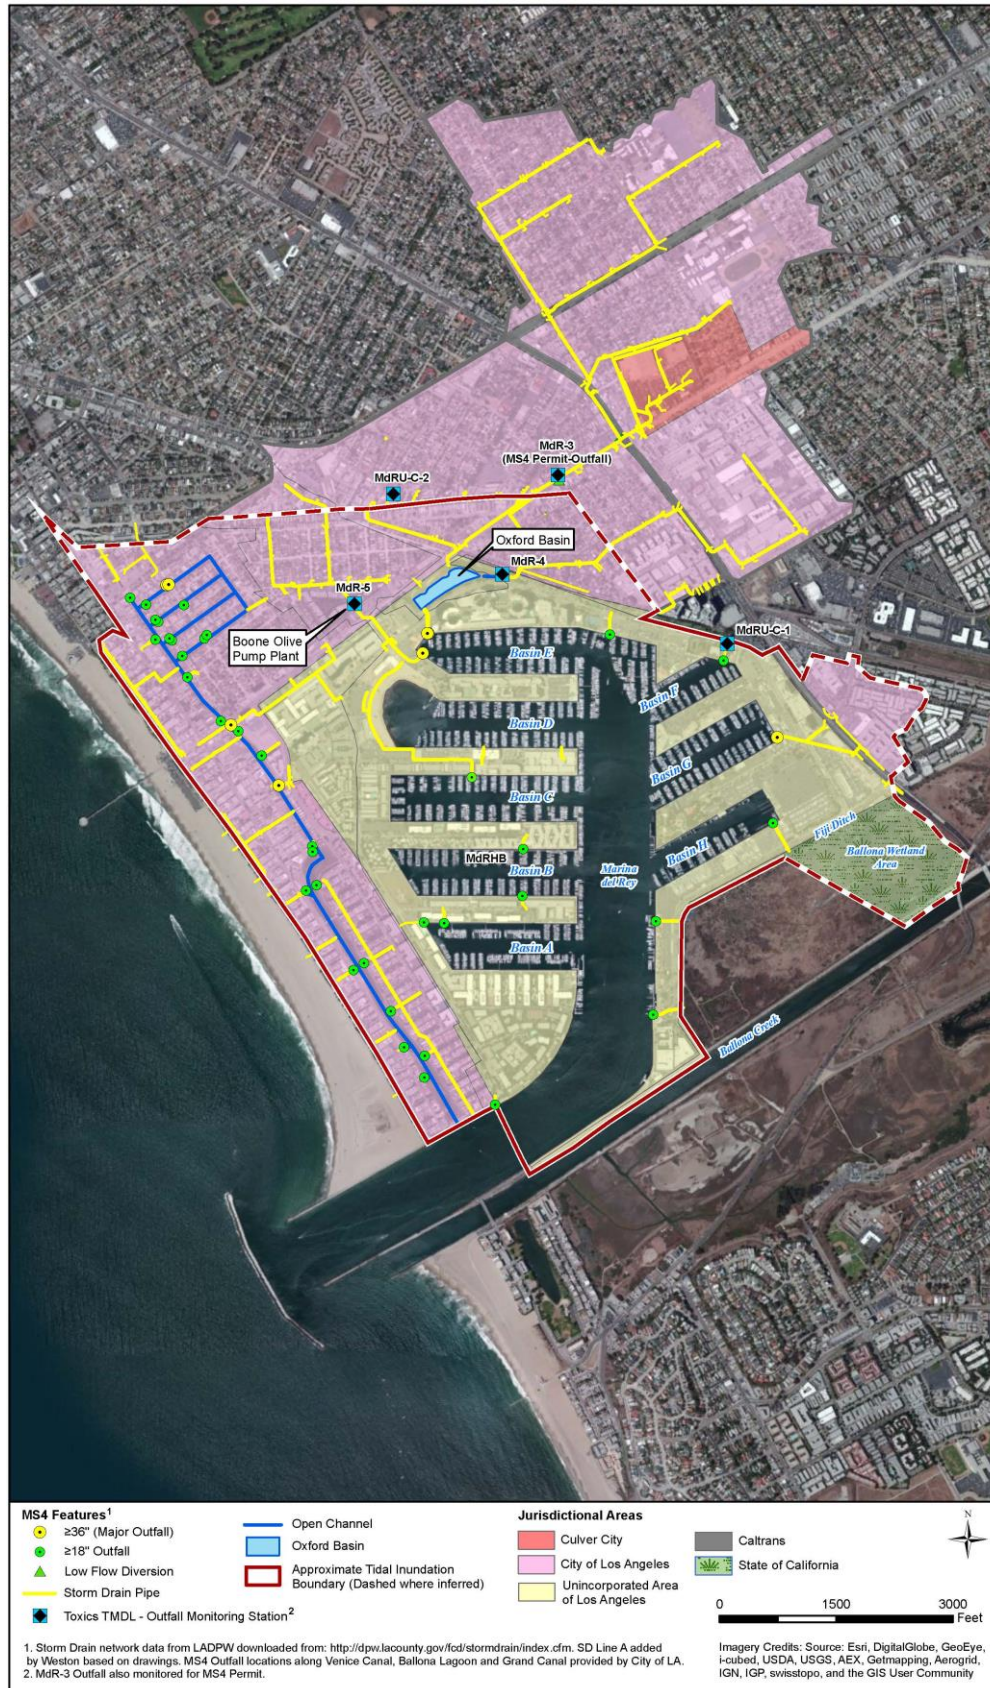 MdR-3
(MS4 Permit-Outfall)
MdRU-C-2
Oxford Basin
MdR-4
MdR-5
Boone Olive
Pump Plant
MdRU-C-1
Basin E
Basin F
Basin D
Basin G
Basin C
Fiji Ditch
Basin H
Ballona Wetland
Area
MdRHB
Basin B
Marina
del Rey
Basin A
Ballona Creek
MS4 Features1
≥36" (Major Outfall)
≥18" Outfall
Low Flow Diversion
Storm Drain Pipe
Toxics TMDL - Outfall Monitoring Station2
Open Channel
Oxford Basin
Approximate Tidal Inundation
Boundary (Dashed where inferred)
Jurisdictional Areas
Culver City
City of Los Angeles
Unincorporated Area
of Los Angeles
Caltrans
State of California
N
0 1500 3000
Feet
1. Storm Drain network data from LADPW downloaded from: http://dpw.lacounty.gov/fcd/stormdrain/index.cfm. SD Line A added
by Weston based on drawings. MS4 Outfall locations along Venice Canal, Ballona Lagoon and Grand Canal provided by City of LA.
2. MdR-3 Outfall also monitored for MS4 Permit.
Imagery Credits: Source: Esri, DigitalGlobe, GeoEye,
i-cubed, USDA, USGS, AEX, Getmapping, Aerogrid,
IGN, IGP, swisstopo, and the GIS User Community